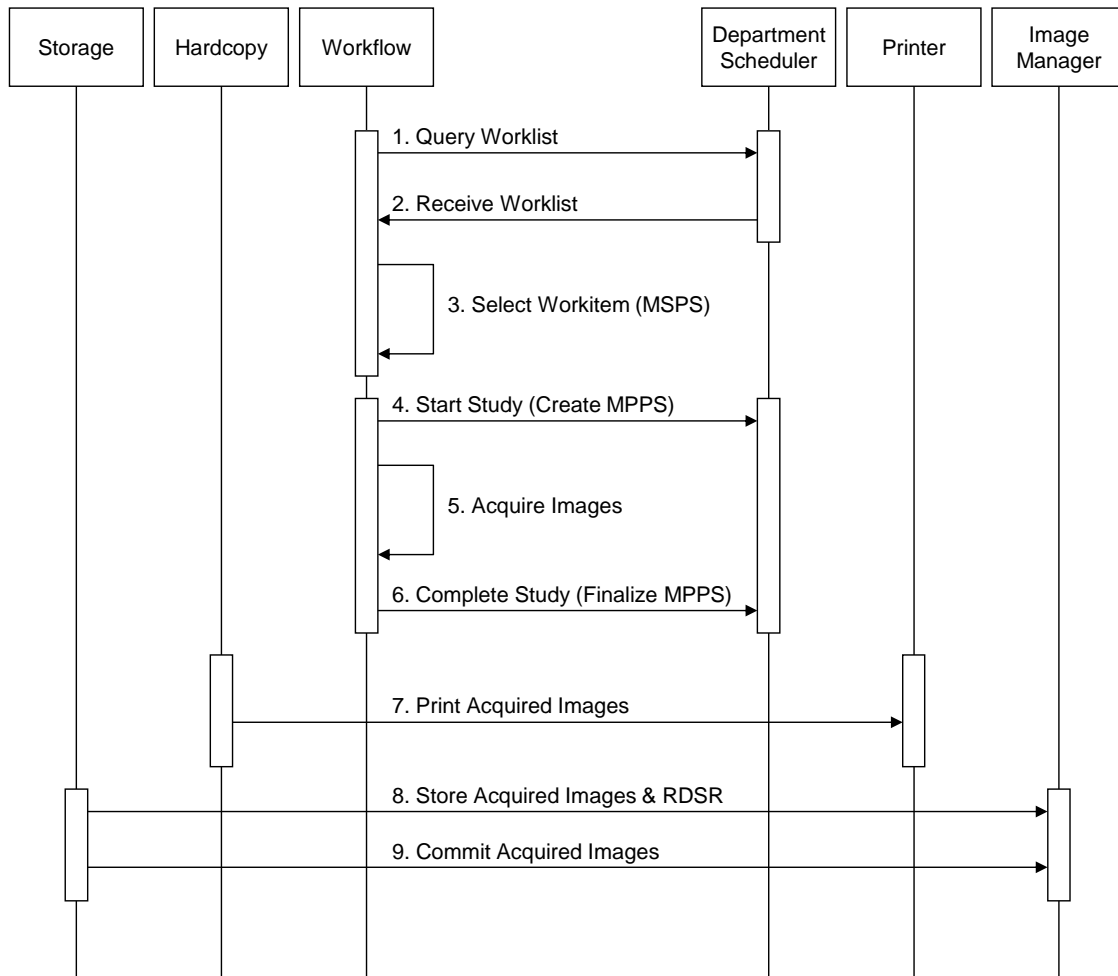 Storage
Hardcopy
Workflow
Department
Scheduler
Printer
Image
Manager
1. Query Worklist
2. Receive Worklist
3. Select Workitem (MSPS)
4. Start Study (Create MPPS)
5. Acquire Images
6. Complete Study (Finalize MPPS)
7. Print Acquired Images
8. Store Acquired Images & RDSR
9. Commit Acquired Images